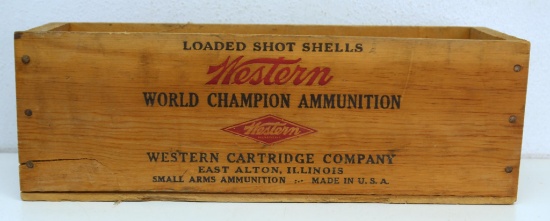 LOADED SHOT SHELLS
Western
WORLD CHAMPION AMMUNITION
Western
WESTERN CARTRIDGE COMPANY
EAST ALTON, ILLINOIS
SMALL ARMS AMMUNITION :-· MADE IN U.S.A.